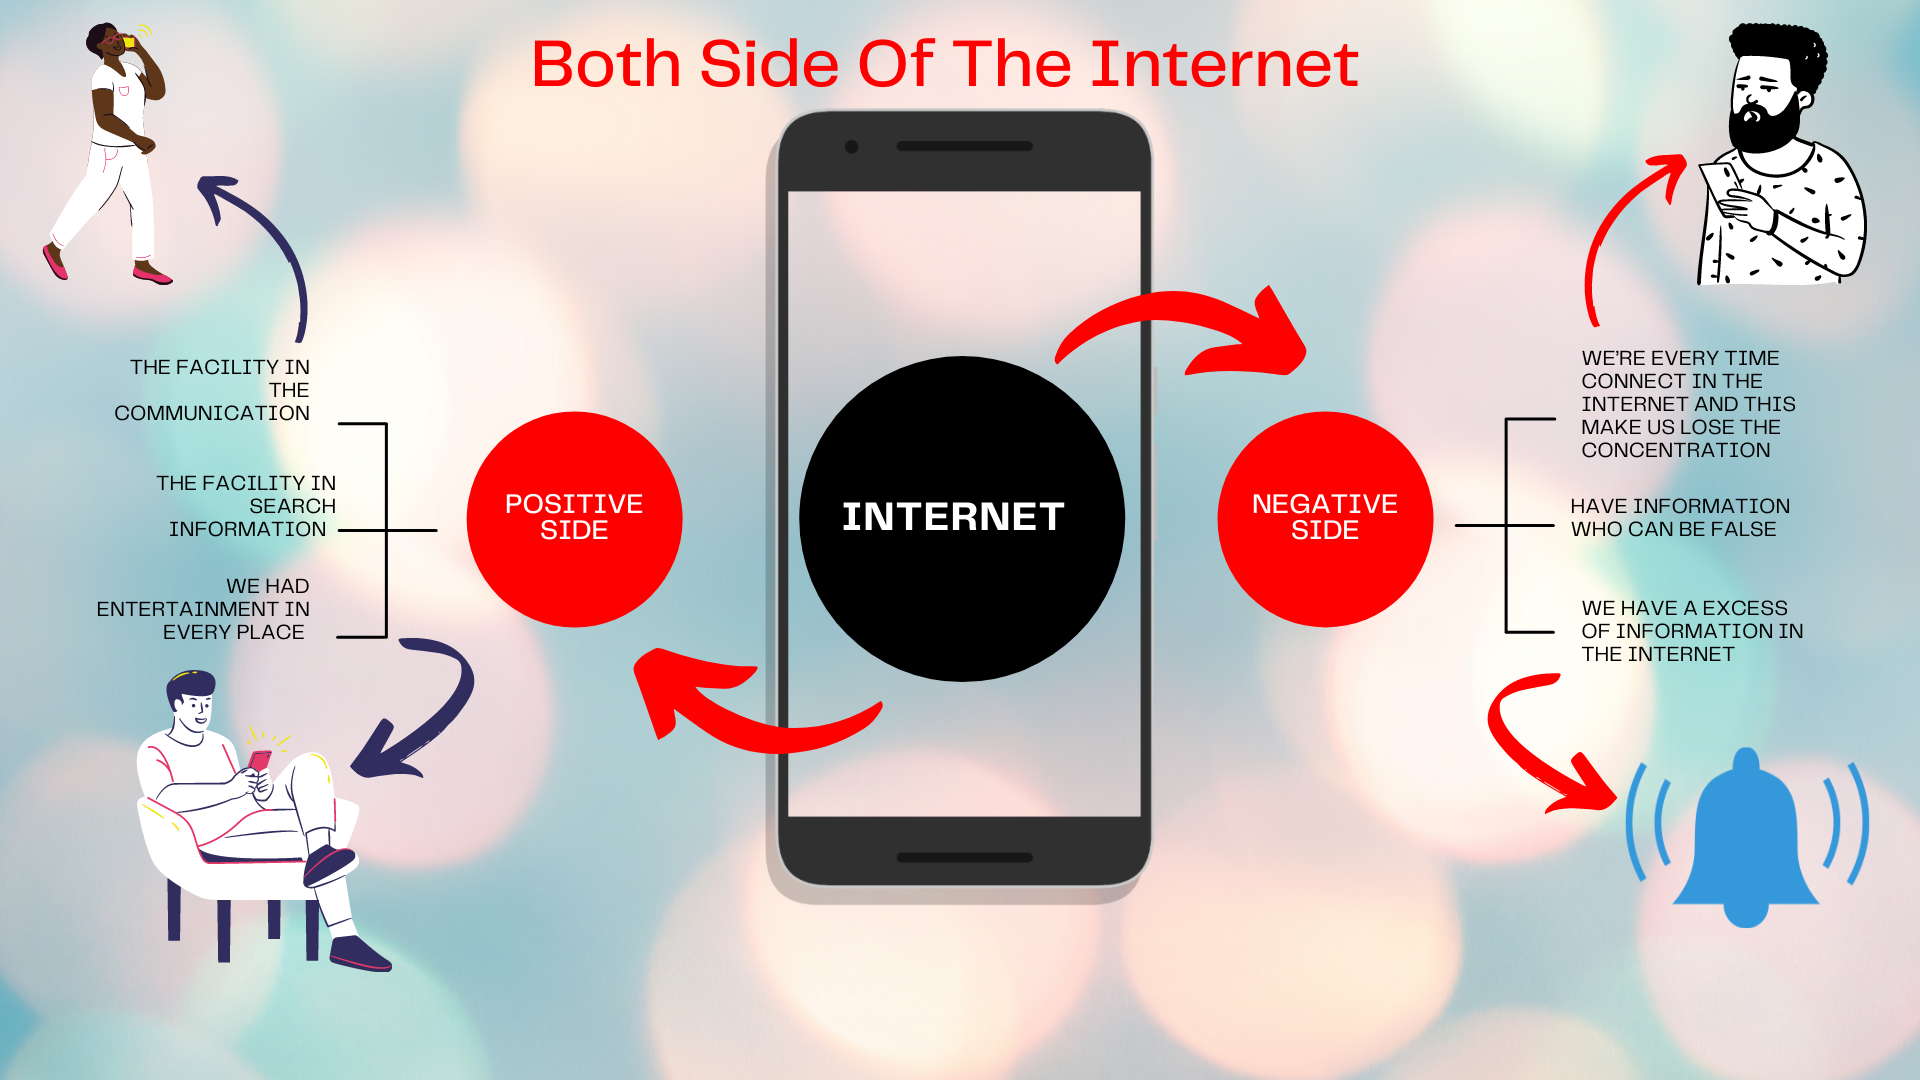 Both Side Of The Internet
THE FACILITY IN
THE
COMMUNICATION
THE FACILITY IN
SEARCH
INFORMATION
WE HAD
ENTERTAINMENT IN
EVERY PLACE
POSITIVE
SIDE
INTERNET
NEGATIVE
SIDE
WE'RE EVERY TIME
CONNECT IN THE
INTERNET AND THIS
MAKE US LOSE THE
CONCENTRATION
HAVE INFORMATION
WHO CAN BE FALSE
WE HAVE A EXCESS
OF INFORMATION IN
THE INTERNET